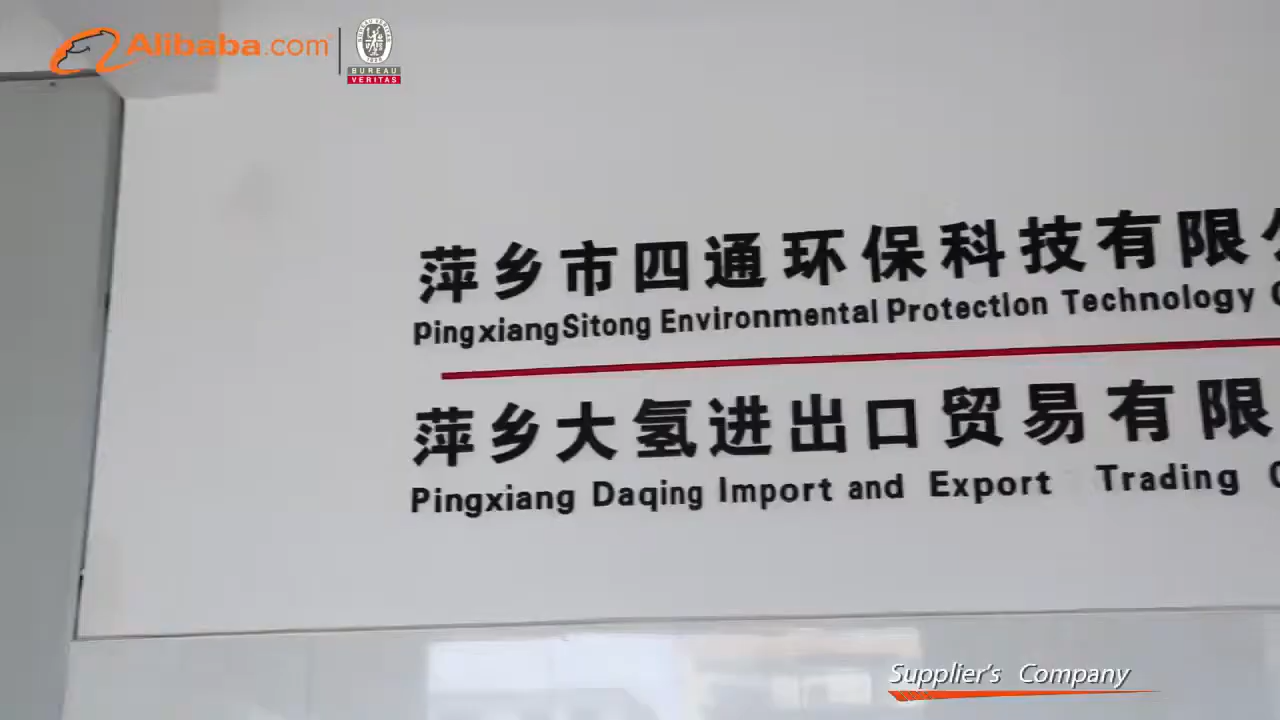 Alibaba.com
BUREAU
VERITAS
萍乡市四通环保科技有限
PingxiangSitong Environmental Protection Technology
萍乡大氢进出口贸易有限
Pingxiang Daqing Import and Export Trading
Supplier's Company